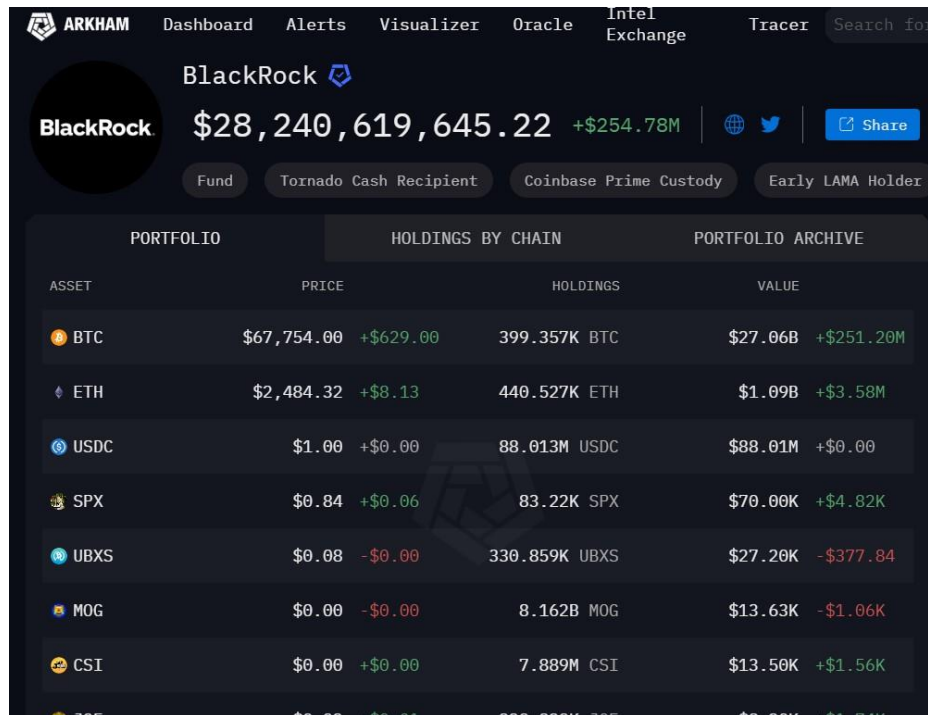 ARKHAM Dashboard Alerts Visualizer Oracle Intel Exchange Tracer Search for
BlackRock
BlackRock.
$28,240,619,645.22 +$254.78M Share
Fund Tornado Cash Recipient Coinbase Prime Custody Early LAMA Holder
PORTFOLIO HOLDINGS BY CHAIN PORTFOLIO ARCHIVE
ASSET PRICE HOLDINGS VALUE
BTC $67,754.00 +$629.00 399.357K BTC $27.06B +$251.20M
ETH $2,484.32 +$8.13 440.527K ETH $1.09B +$3.58M
USDC $1.00 +$0.00 88.013M USDC $88.01M +$0.00
SPX $0.84 +$0.06 83.22K SPX $70.00K +$4.82K
UBXS $0.08 -$0.00 330.859K UBXS $27.20K -$377.84
MOG $0.00 -$0.00 8.162B MOG $13.63K -$1.06K
CSI $0.00 +$0.00 7.889M CSI $13.50K +$1.56K